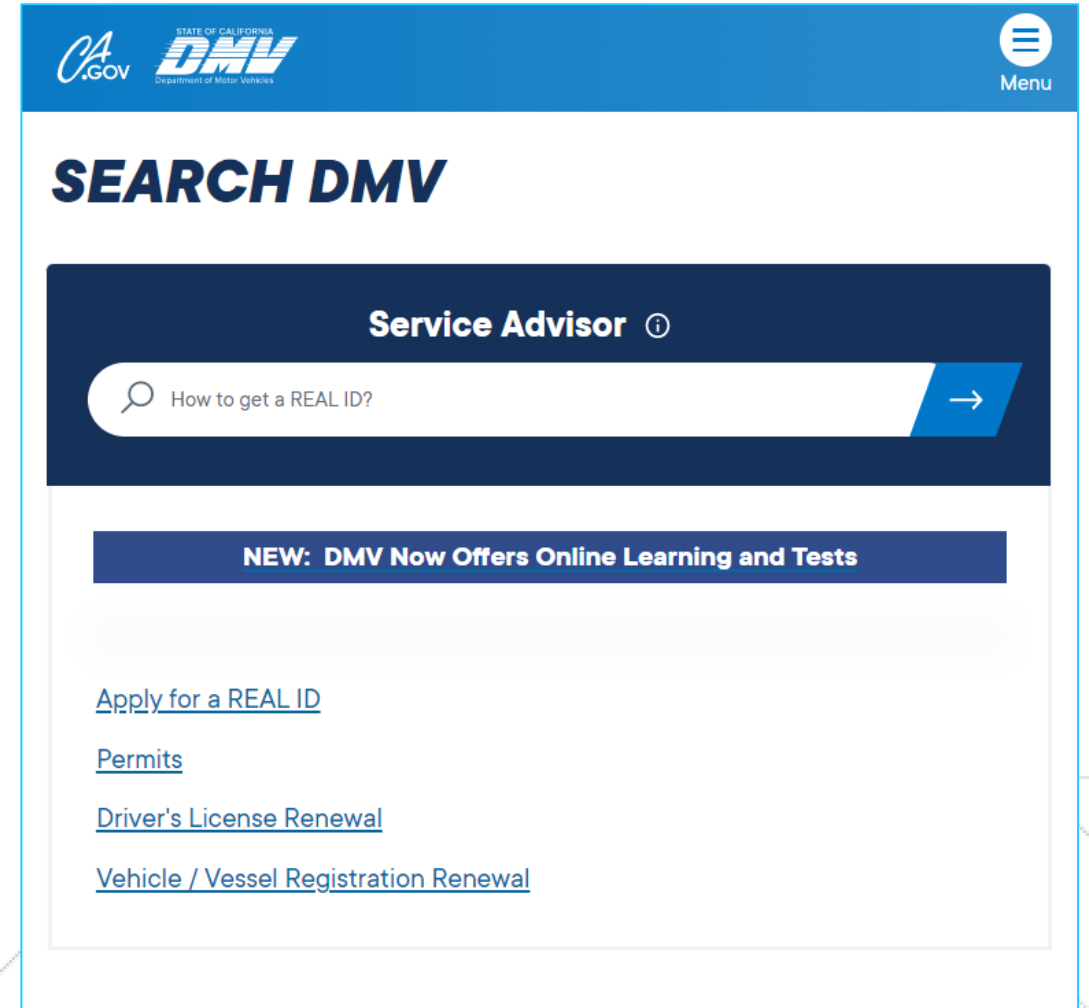 CA.GOV
STATE OF CALIFORNIA
DMV
Department of Motor Vehicles
Menu
SEARCH DMV
Service Advisor
How to get a REAL ID?
NEW:  DMV Now Offers Online Learning and Tests
Apply for a REAL ID
Permits
Driver's License Renewal
Vehicle / Vessel Registration Renewal